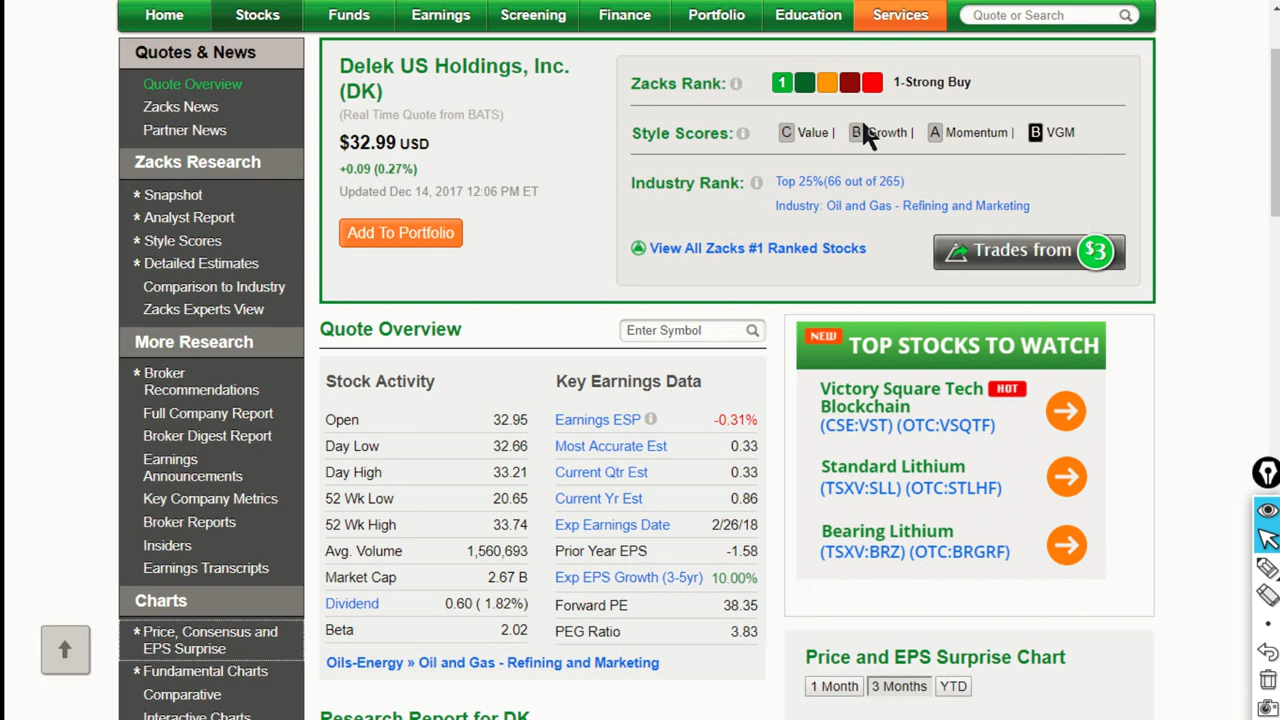 Home Stocks Funds Earnings Screening Finance Portfolio Education Services Quote or Search
Quotes & News
Quote Overview
Zacks News
Partner News
Zacks Research
* Snapshot
* Analyst Report
* Style Scores
* Detailed Estimates
Comparison to Industry
Zacks Experts View
More Research
* Broker
Recommendations
Full Company Report
Broker Digest Report
Earnings
Announcements
Key Company Metrics
Broker Reports
Insiders
Earnings Transcripts
Charts
* Price, Consensus and
EPS Surprise
* Fundamental Charts
Comparative
Interactive Charts
Delek US Holdings, Inc.
(DK)
(Real Time Quote from BATS)
$32.99 USD
+0.09 (0.27%)
Updated Dec 14, 2017 12:06 PM ET
Add To Portfolio
Zacks Rank: 1 1-Strong Buy
Style Scores: C Value | B Growth | A Momentum | B VGM
Industry Rank: Top 25%(66 out of 265)
Industry: Oil and Gas - Refining and Marketing
View All Zacks #1 Ranked Stocks
Trades from $3
Quote Overview
Enter Symbol
Stock Activity
Open 32.95
Day Low 32.66
Day High 33.21
52 Wk Low 20.65
52 Wk High 33.74
Avg. Volume 1,560,693
Market Cap 2.67 B
Dividend 0.60 ( 1.82%)
Beta 2.02
Key Earnings Data
Earnings ESP -0.31%
Most Accurate Est 0.33
Current Qtr Est 0.33
Current Yr Est 0.86
Exp Earnings Date 2/26/18
Prior Year EPS -1.58
Exp EPS Growth (3-5yr) 10.00%
Forward PE 38.35
PEG Ratio 3.83
Oils-Energy » Oil and Gas - Refining and Marketing
Research Report for DK
NEW TOP STOCKS TO WATCH
Victory Square Tech HOT
Blockchain
(CSE:VST) (OTC:VSQTF)
Standard Lithium
(TSXV:SLL) (OTC:STLHF)
Bearing Lithium
(TSXV:BRZ) (OTC:BRGRF)
Price and EPS Surprise Chart
1 Month 3 Months YTD